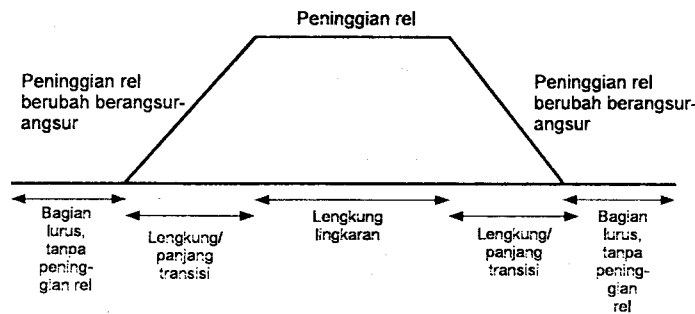 Peninggian rel
Peninggian rel
berubah berangsur-
angsur
Peninggian rel
berubah berangsur-
angsur
Bagian
lurus,
tanpa
pening-
gian rel
Lengkung/
panjang
transisi
Lengkung
lingkaran
Lengkung/
panjang
transisi
Bagian
lurus,
tanpa
pening-
gian
rel